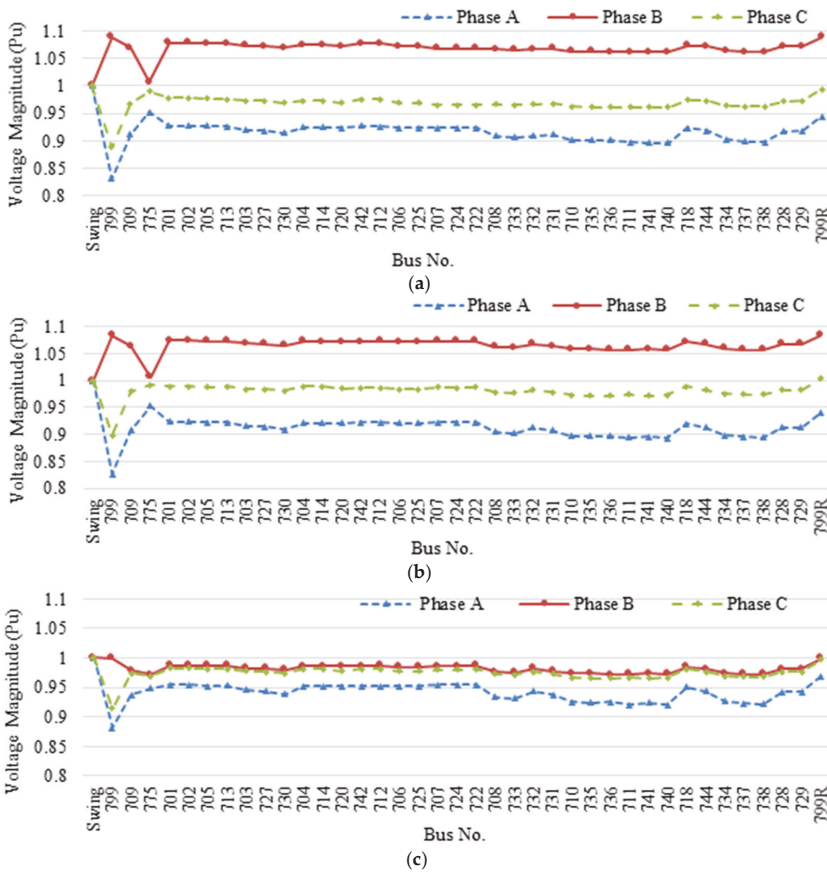 Phase A Phase B Phase C
Voltage Magnitude(Pu)
1.1
1.05
1
0.95
0.9
0.85
0.8
Swing 799 709 775 701 702 705 713 703 727 730 704 714 720 742 712 706 725 707 724 722 708 733 732 731 710 735 736 711 741 740 718 744 734 737 738 728 729 799R
Bus No.
(a)
Phase A Phase B Phase C
Voltage Magnitude(Pu)
1.1
1.05
1
0.95
0.9
0.85
0.8
Swing 799 709 775 701 702 705 713 703 727 730 704 714 720 742 712 706 725 707 724 722 708 733 732 731 710 735 736 711 741 740 718 744 734 737 738 728 729 799R
Bus No.
(b)
Phase A Phase B Phase C
Voltage Magnitude(Pu)
1.1
1.05
1
0.95
0.9
0.85
0.8
Swing 799 709 775 701 702 705 713 703 727 730 704 714 720 742 712 706 725 707 724 722 708 733 732 731 710 735 736 711 741 740 718 744 734 737 738 728 729 799R
Bus No.
(c)